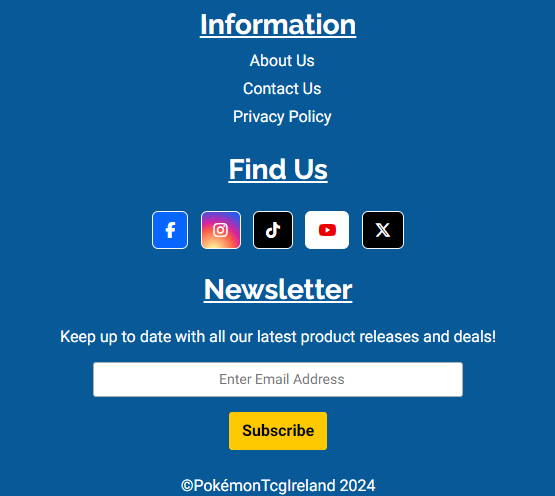 Information
About Us
Contact Us
Privacy Policy
Find Us
Newsletter
Keep up to date with all our latest product releases and deals!
Enter Email Address
Subscribe
©PokémonTcgIreland 2024